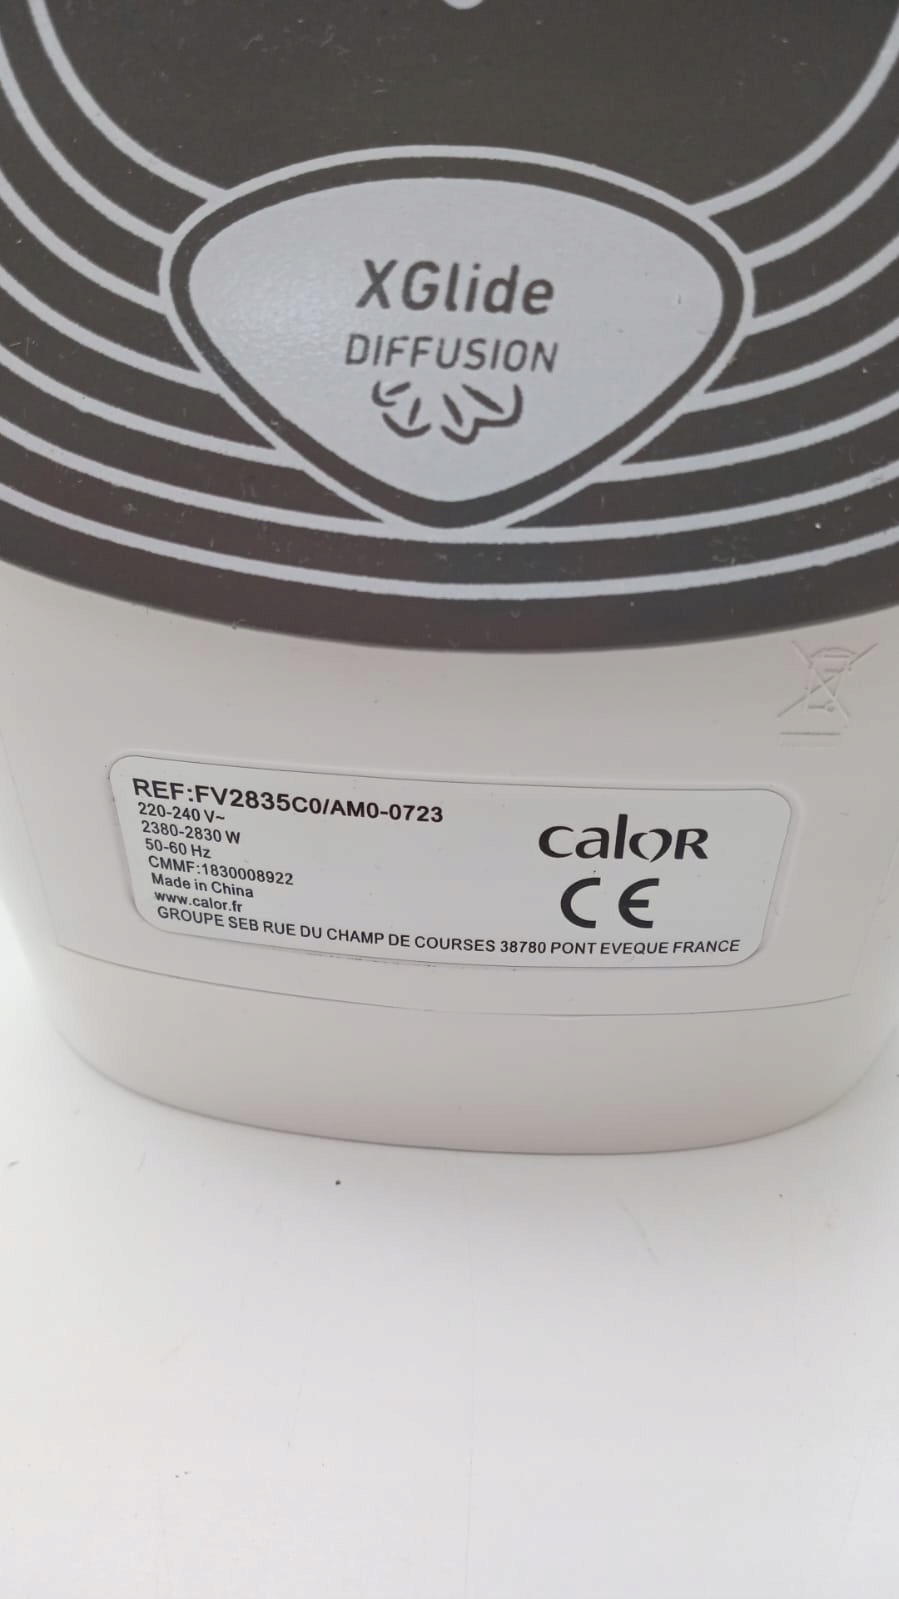 XGlide
DIFFUSION
REF:FV2835C0/AM0-0723
220-240 V~
2380-2830 W
50-60 Hz
CMMF:1830008922
Made in China
www.calor.fr
GROUPE SEB RUE DU CHAMP DE COURSES 38780 PONT EVEQUE FRANCE
calor
CE